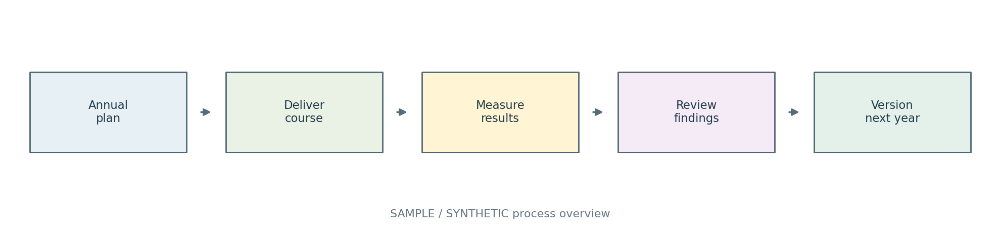 Annual
plan
Deliver
course
Measure
results
Review
findings
Version
next year
SAMPLE / SYNTHETIC process overview